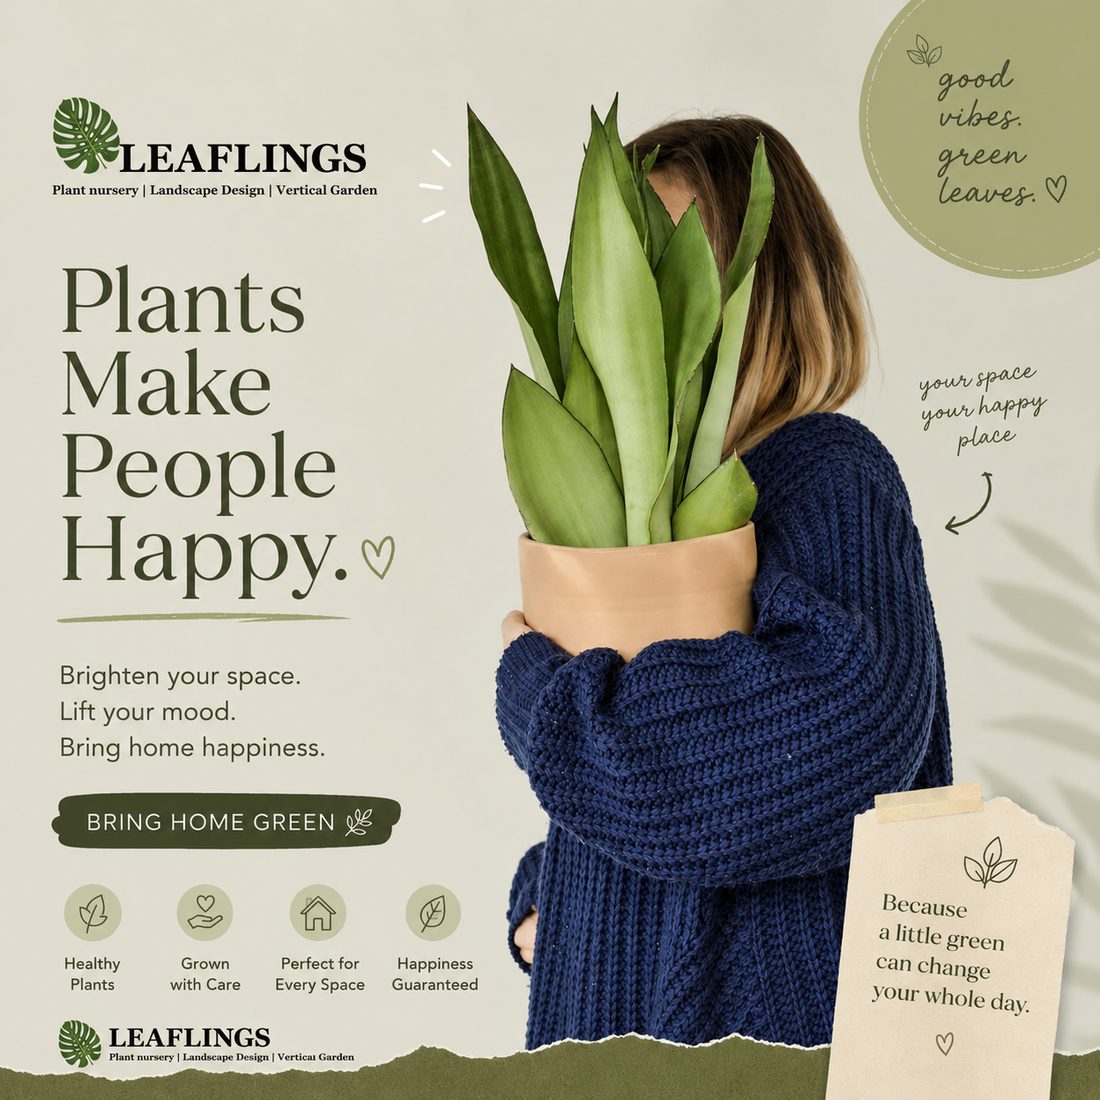 LEAFLINGS
Plant nursery | Landscape Design | Vertical Garden
good
vibes.
green
leaves.
Plants
Make
People
Happy.
your space
your happy
place
Brighten your space.
Lift your mood.
Bring home happiness.
BRING HOME GREEN
Healthy
Plants
Grown
with Care
Perfect for
Every Space
Happiness
Guaranteed
Because
a little green
can change
your whole day.
LEAFLINGS
Plant nursery | Landscape Design | Vertical Garden